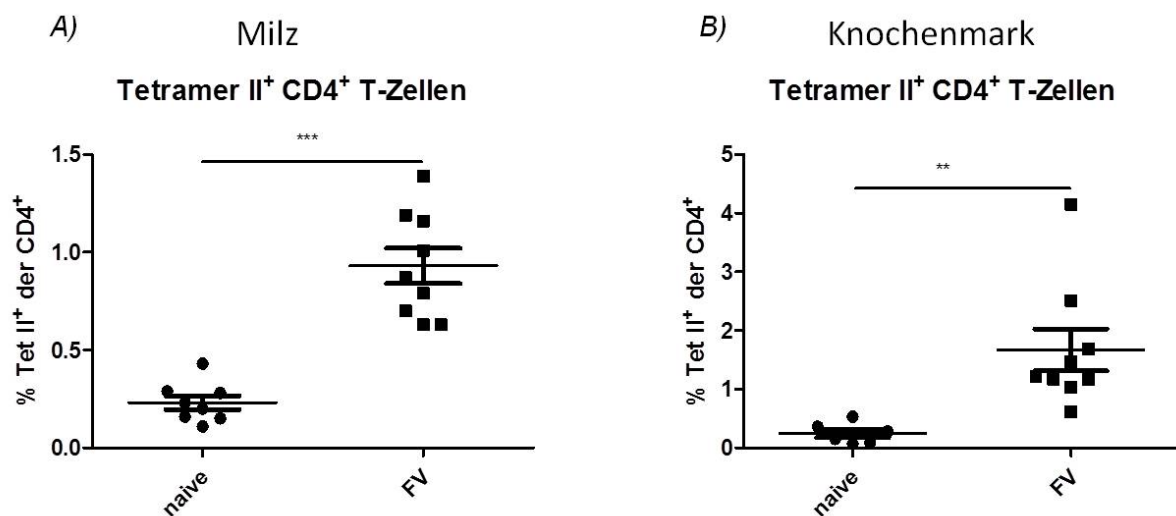 A) Milz
Tetramer II⁺ CD4⁺ T-Zellen
***
% Tet II⁺ der CD4⁺
1.5
1.0
0.5
0.0
naive
FV
B) Knochenmark
Tetramer II⁺ CD4⁺ T-Zellen
**
% Tet II⁺ der CD4⁺
5
4
3
2
1
0
naive
FV